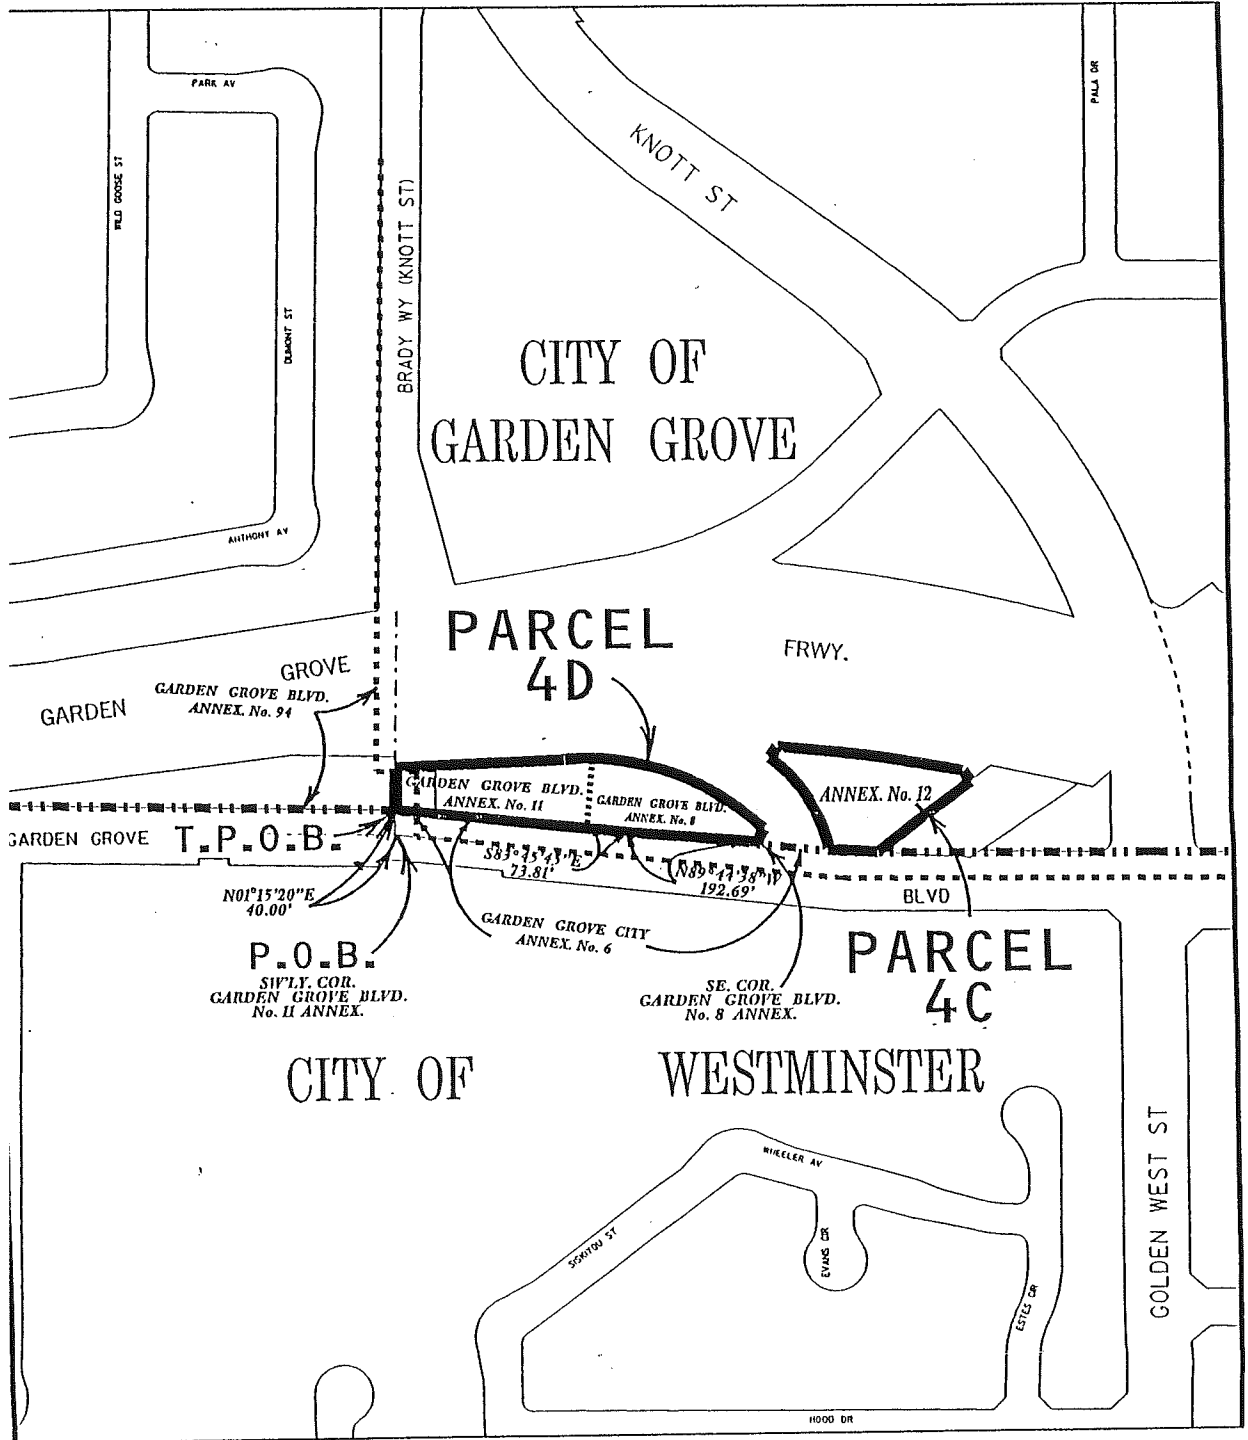 PARK AV
WILD GOOSE ST
DUMONT ST
ANTHONY AV
BRADY WY (KNOTT ST)
KNOTT ST
PALA DR
CITY OF
GARDEN GROVE
PARCEL
4D
GARDEN GROVE FRWY.
GARDEN GROVE BLVD.
ANNEX. No. 94
GARDEN GROVE BLVD.
ANNEX. No. 11
GARDEN GROVE BLVD.
ANNEX. No. 8
ANNEX. No. 12
GARDEN GROVE
T.P.O.B.
S83°45'45"E
73.81'
N89°44'38"W
192.69'
BLVD
N01°15'20"E
40.00'
GARDEN GROVE CITY
ANNEX. No. 6
P.O.B.
SW'LY. COR.
GARDEN GROVE BLVD.
No. 11 ANNEX.
SE. COR.
GARDEN GROVE BLVD.
No. 8 ANNEX.
PARCEL
4C
CITY OF WESTMINSTER
WHEELER AV
SISKIYOU ST
EVANS CIR
ESTES CIR
GOLDEN WEST ST
HOOD DR